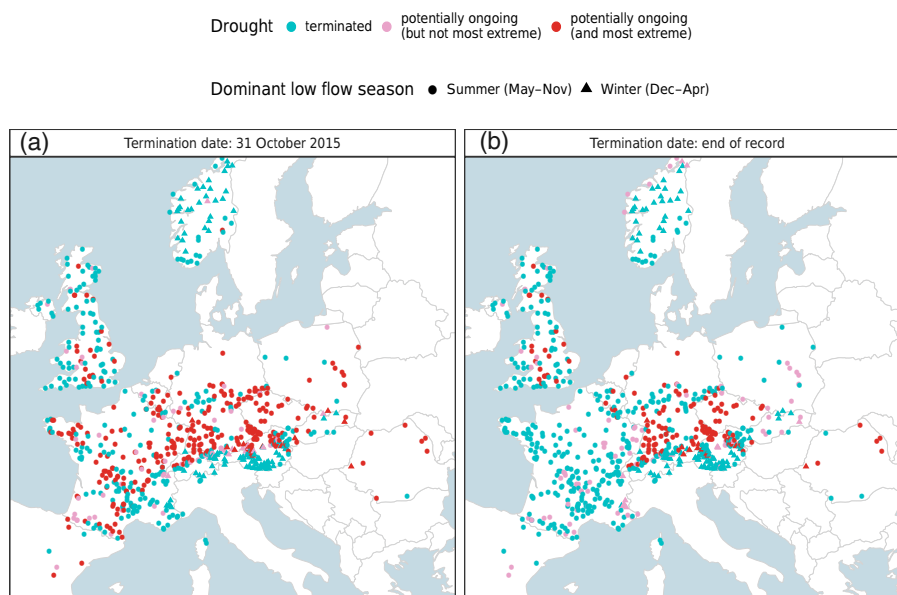 Drought terminated potentially ongoing (but not most extreme) potentially ongoing (and most extreme)
Dominant low flow season Summer (May–Nov) Winter (Dec–Apr)
(a) Termination date: 31 October 2015
(b) Termination date: end of record